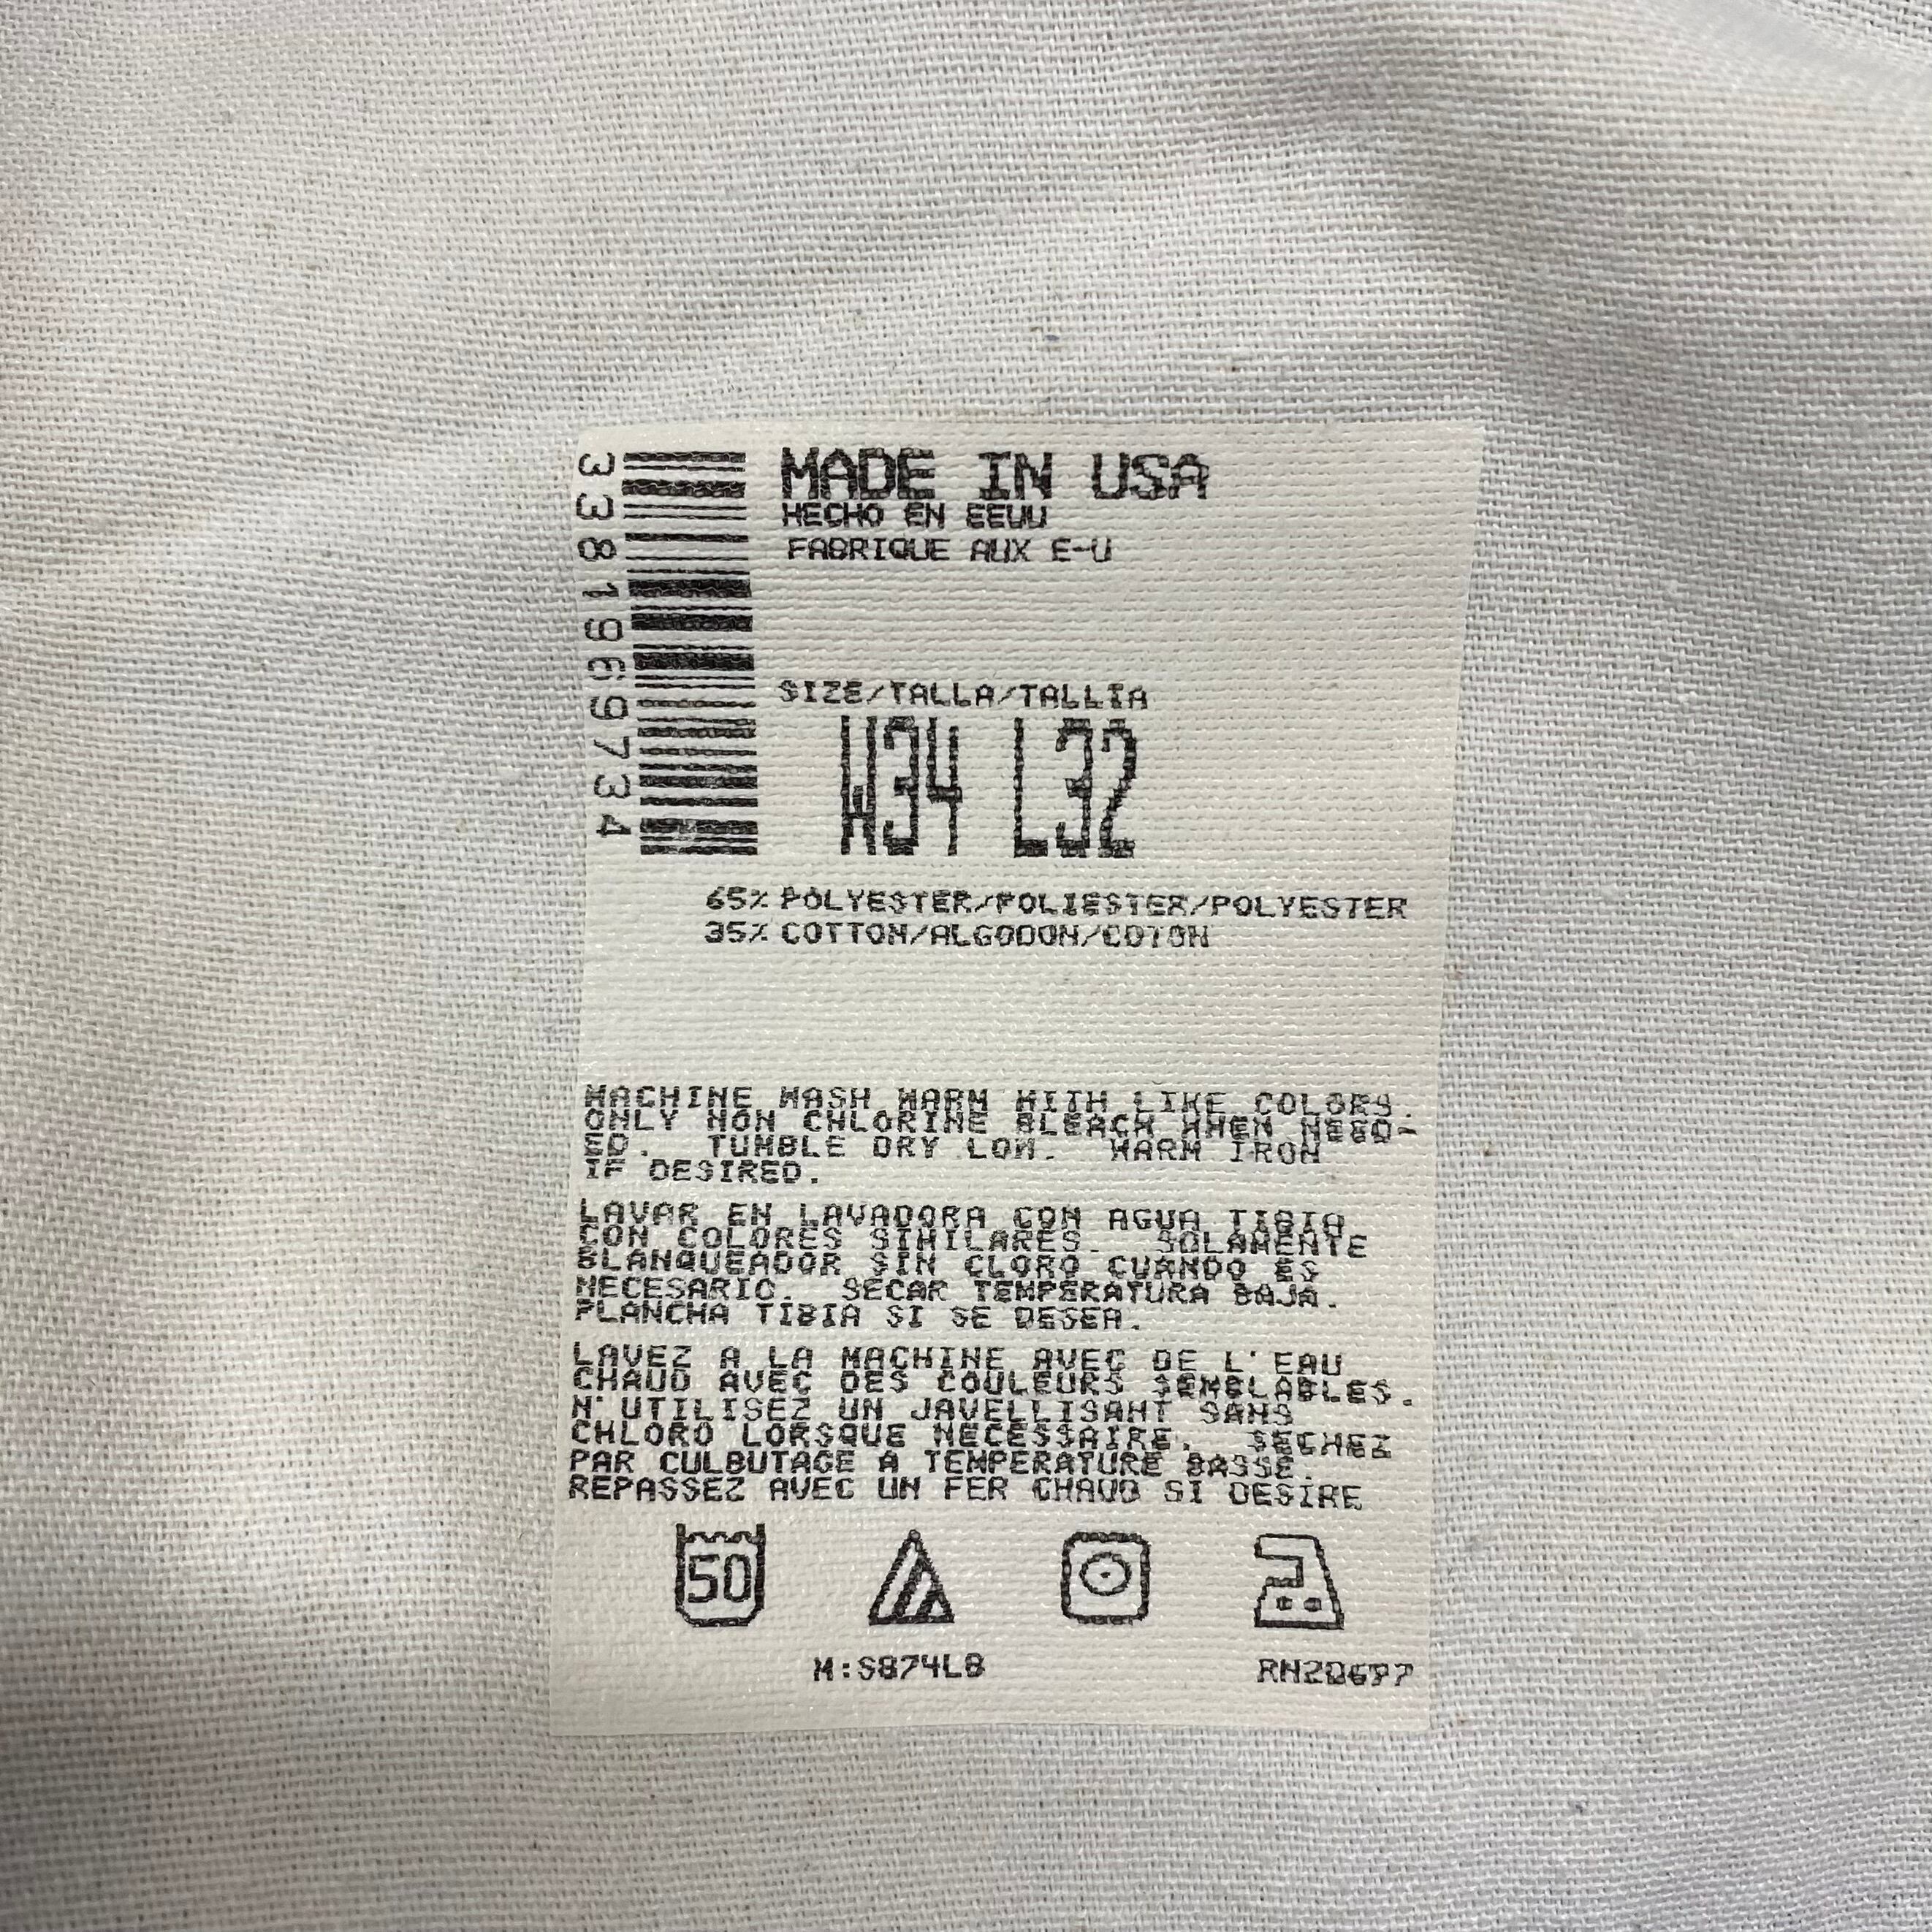 3381969734
MADE IN USA
HECHO EN EEUU
FABRIQUE AUX E-U
SIZE/TALLA/TALLIA
W34 L32
65% POLYESTER/POLIESTER/POLYESTER
35% COTTON/ALGODON/COTON
MACHINE WASH WARM WITH LIKE COLORS.
ONLY NON CHLORINE BLEACH WHEN NEED-
ED. TUMBLE DRY LOW. WARM IRON
IF DESIRED.
LAVAR EN LAVADORA CON AGUA TIBIA
CON COLORES SIMILARES. SOLAMENTE
BLANQUEADOR SIN CLORO CUANDO ES
NECESARIO. SECAR TEMPERATURA BAJA.
PLANCHA TIBIA SI SE DESEA.
LAVEZ A LA MACHINE AVEC DE L'EAU
CHAUD AVEC DES COULEURS SEMBLABLES.
N'UTILISEZ UN JAVELLISANT SANS
CHLORO LORSQUE NECESSAIRE. SECHEZ
PAR CULBUTAGE A TEMPERATURE BASSE.
REPASSEZ AVEC UN FER CHAUD SI DESIRE
50
M:S874LB
RN20697